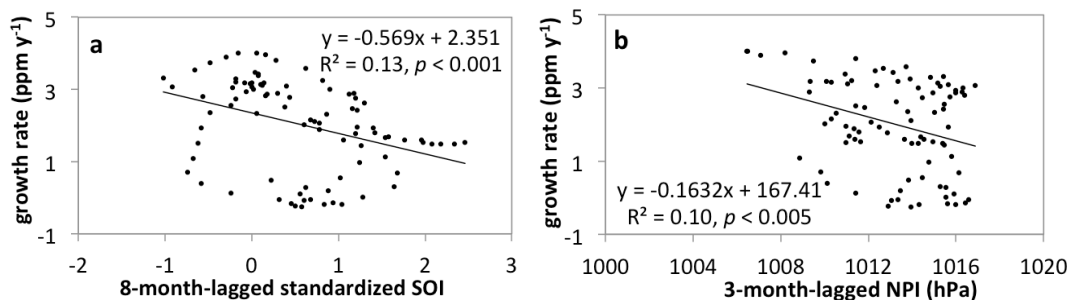 growth rate (ppm y⁻¹)
5
3
1
-1
a
y = -0.569x + 2.351
R² = 0.13, p < 0.001
-2
-1
0
1
2
3
8-month-lagged standardized SOI
growth rate (ppm y⁻¹)
5
3
1
-1
b
y = -0.1632x + 167.41
R² = 0.10, p < 0.005
1000
1004
1008
1012
1016
1020
3-month-lagged NPI (hPa)